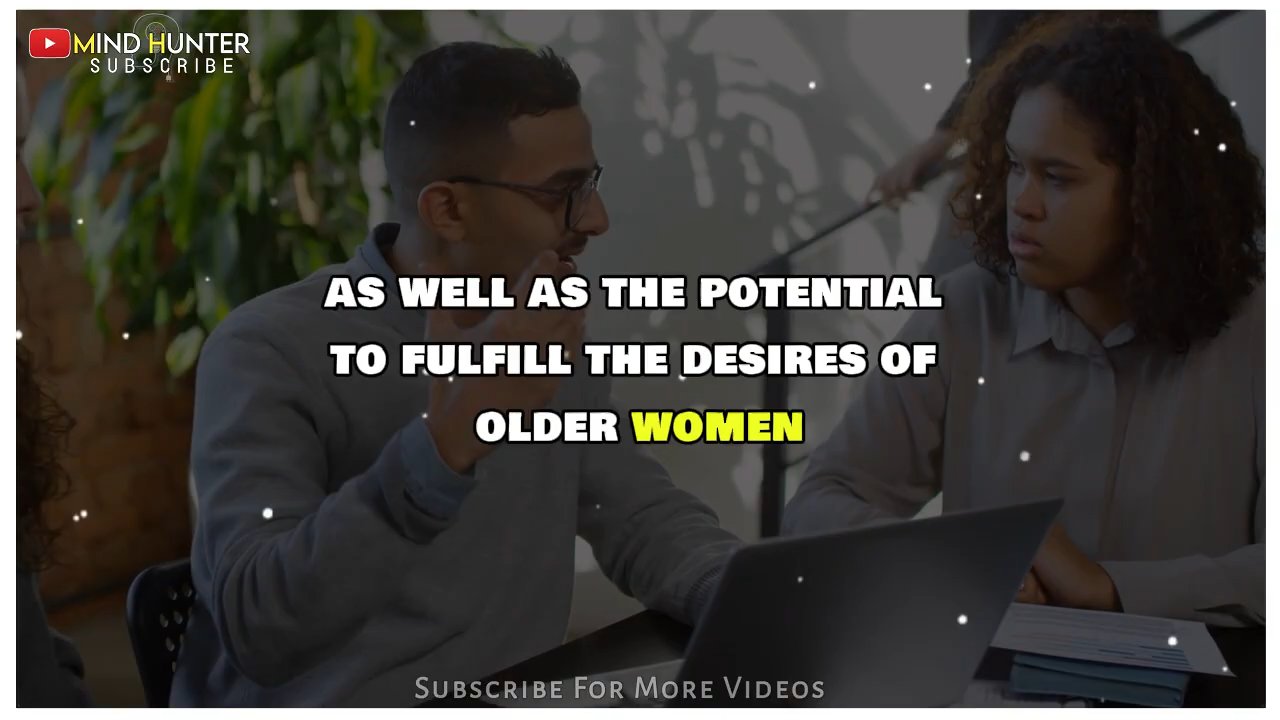 MIND HUNTER
SUBSCRIBE
AS WELL AS THE POTENTIAL
TO FULFILL THE DESIRES OF
OLDER WOMEN
SUBSCRIBE FOR MORE VIDEOS